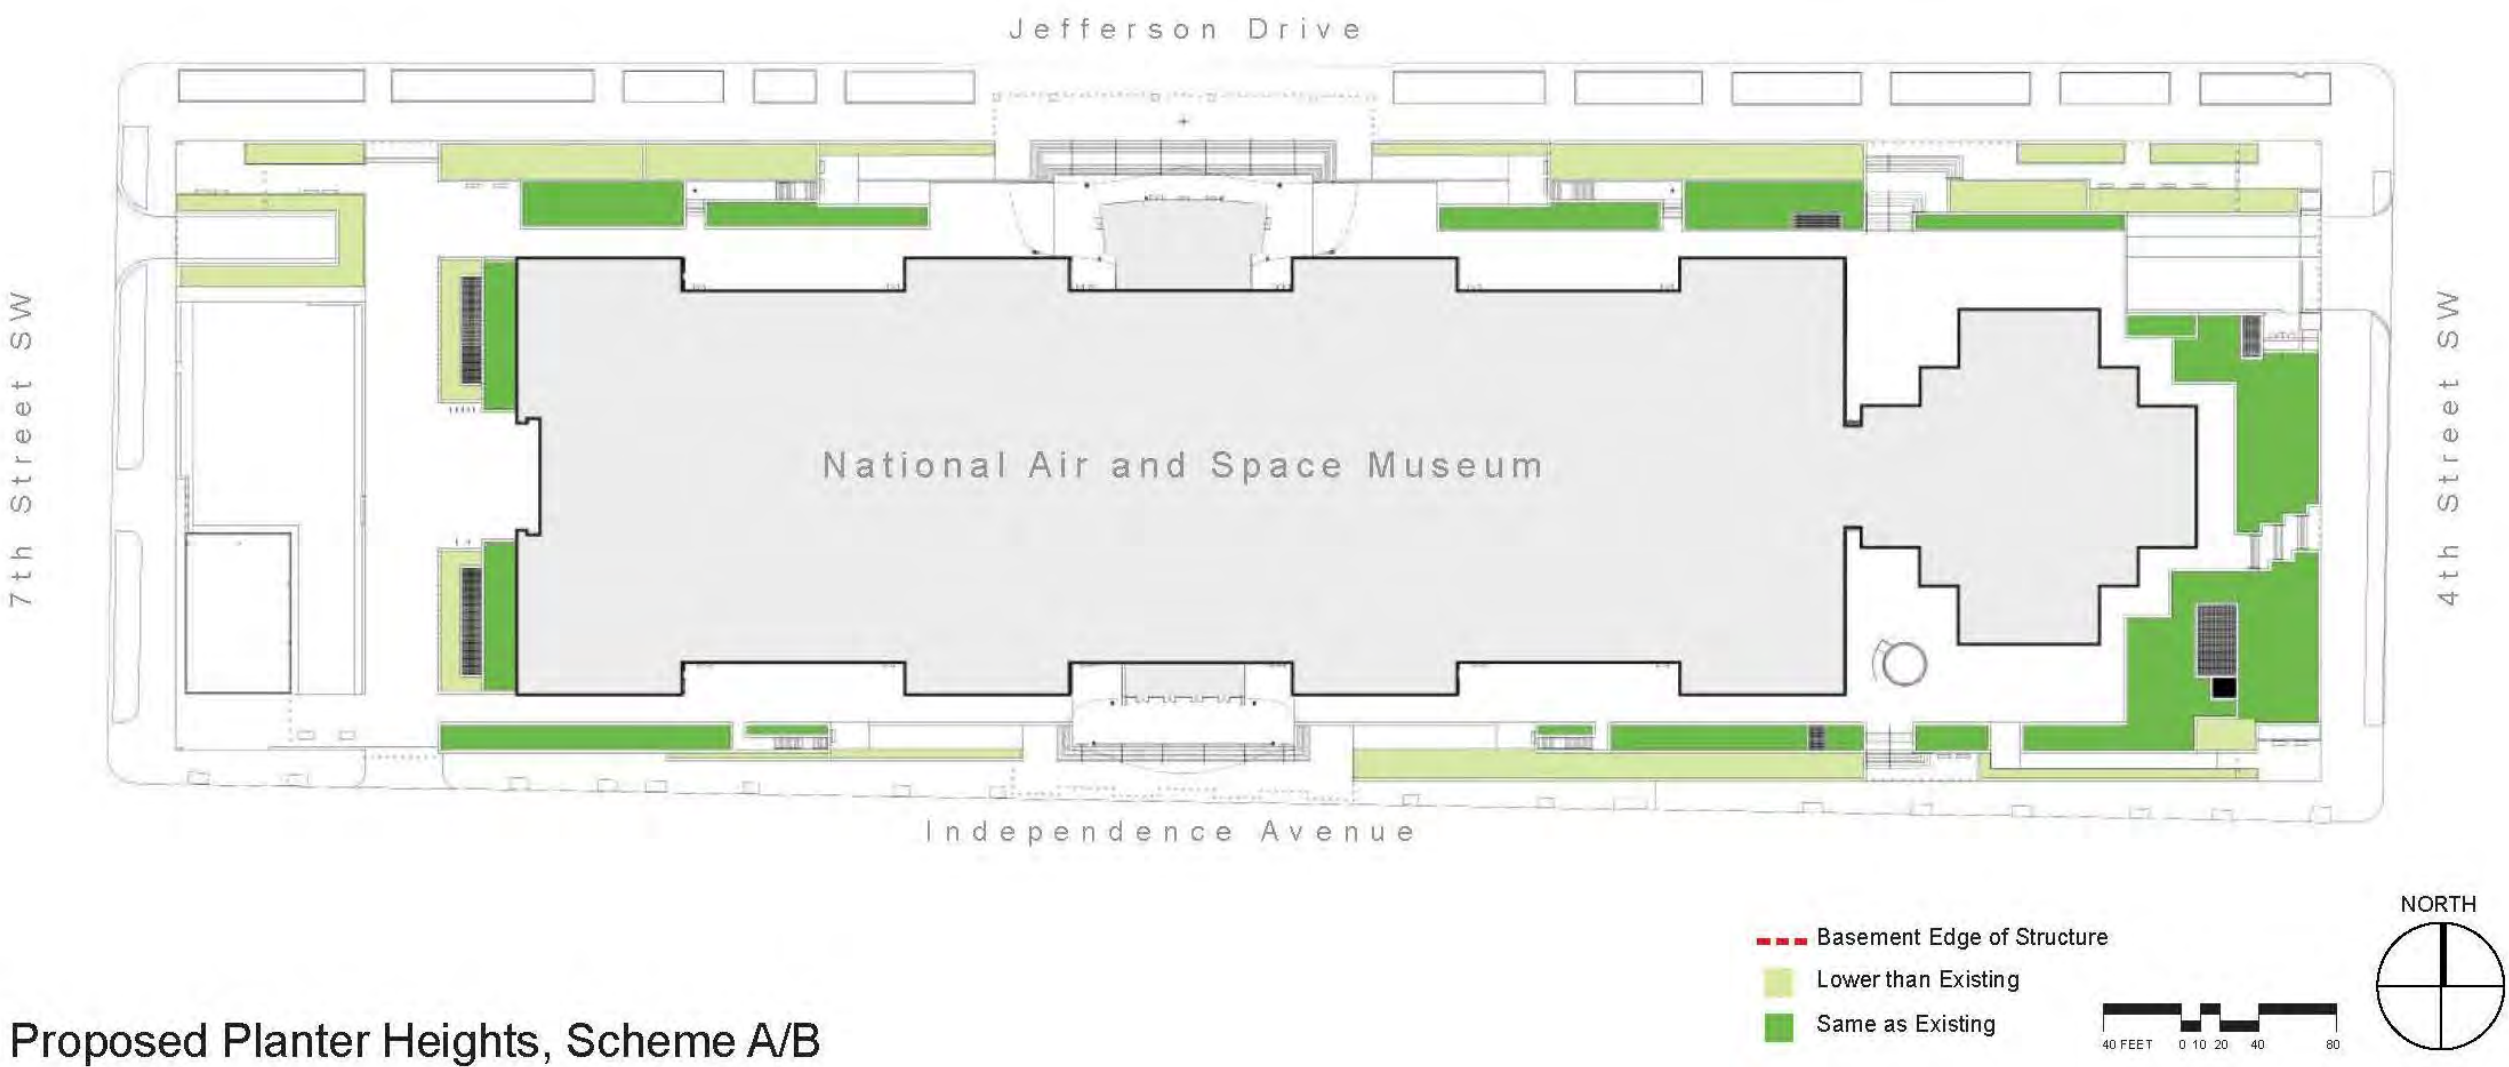 Jefferson Drive
7th Street SW
National Air and Space Museum
4th Street SW
Independence Avenue
NORTH
Basement Edge of Structure
Lower than Existing
Same as Existing
40 FEET 0 10 20 40 80
Proposed Planter Heights, Scheme A/B